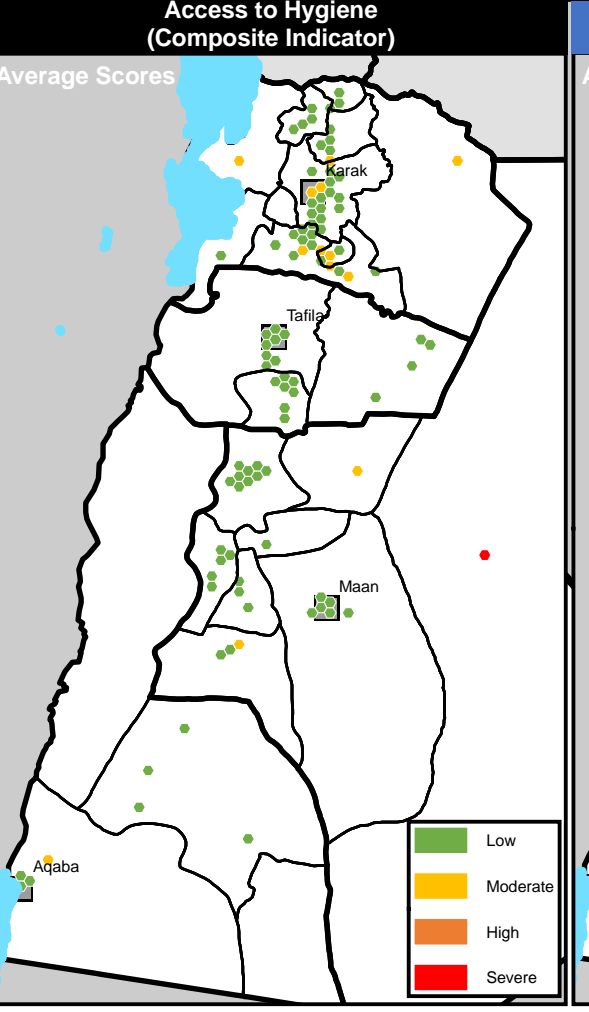 Access to Hygiene
(Composite Indicator)
Average Scores
Karak
Tafila
Maan
Aqaba
Low
Moderate
High
Severe